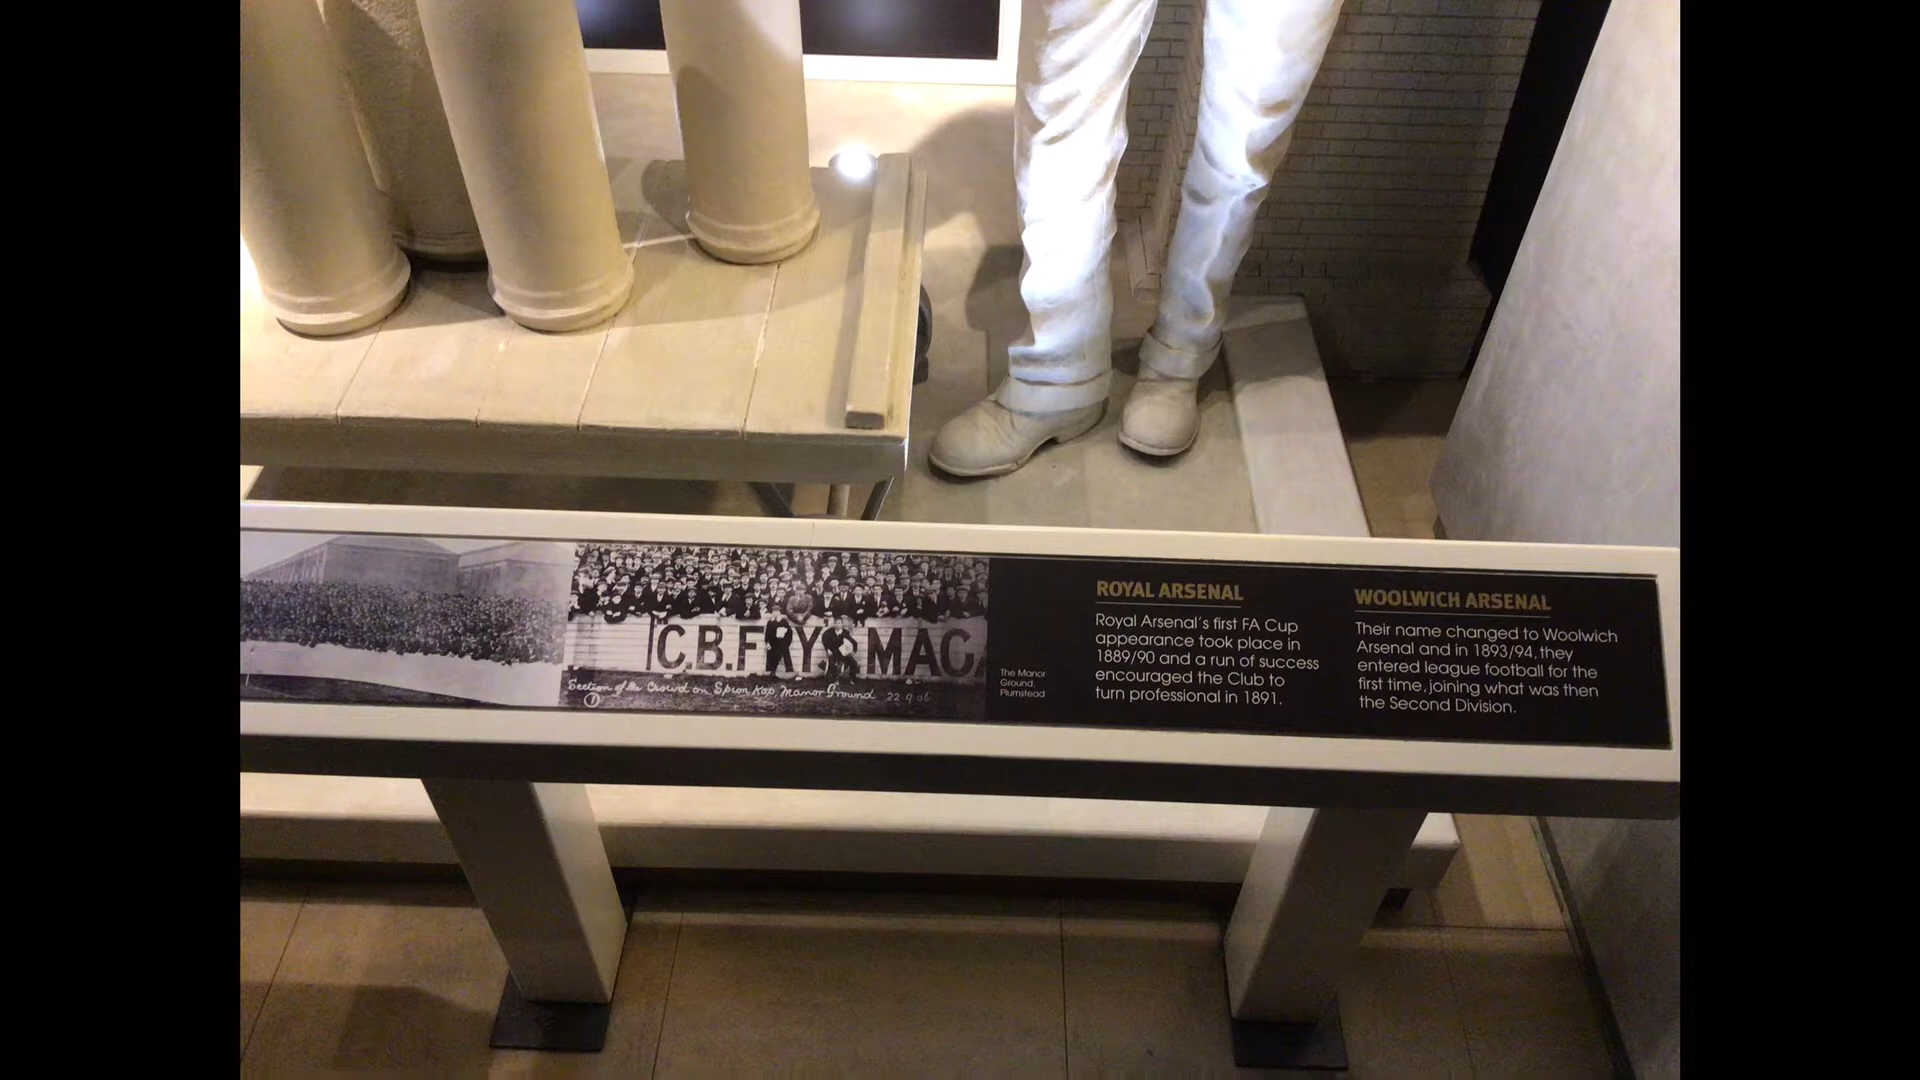 C.B.FRY'S MAGA
Section of the Crowd on Spion Kop, Manor Ground 22.9.06
1
The Manor
Ground,
Plumstead
ROYAL ARSENAL
Royal Arsenal's first FA Cup
appearance took place in
1889/90 and a run of success
encouraged the Club to
turn professional in 1891.
WOOLWICH ARSENAL
Their name changed to Woolwich
Arsenal and in 1893/94, they
entered league football for the
first time, joining what was then
the Second Division.